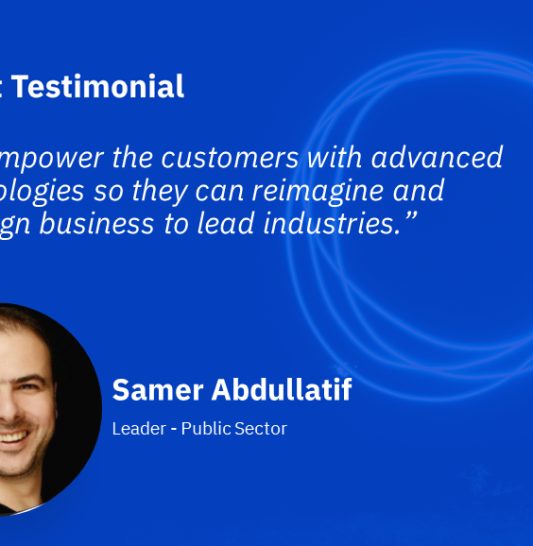 Testimonial
mpower the customers with advanced
ologies so they can reimagine and
gn business to lead industries.”
Samer Abdullatif
Leader - Public Sector